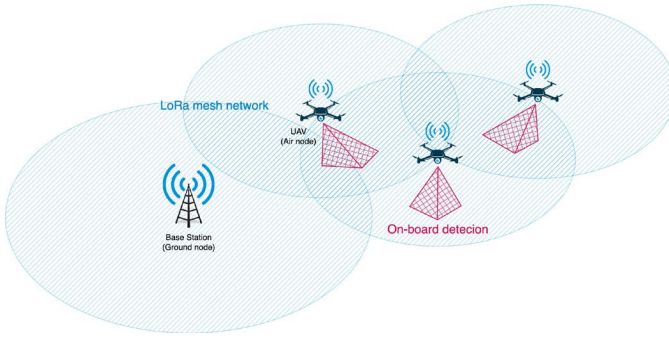 LoRa mesh network
UAV
(Air node)
Base Station
(Ground node)
On-board detecion